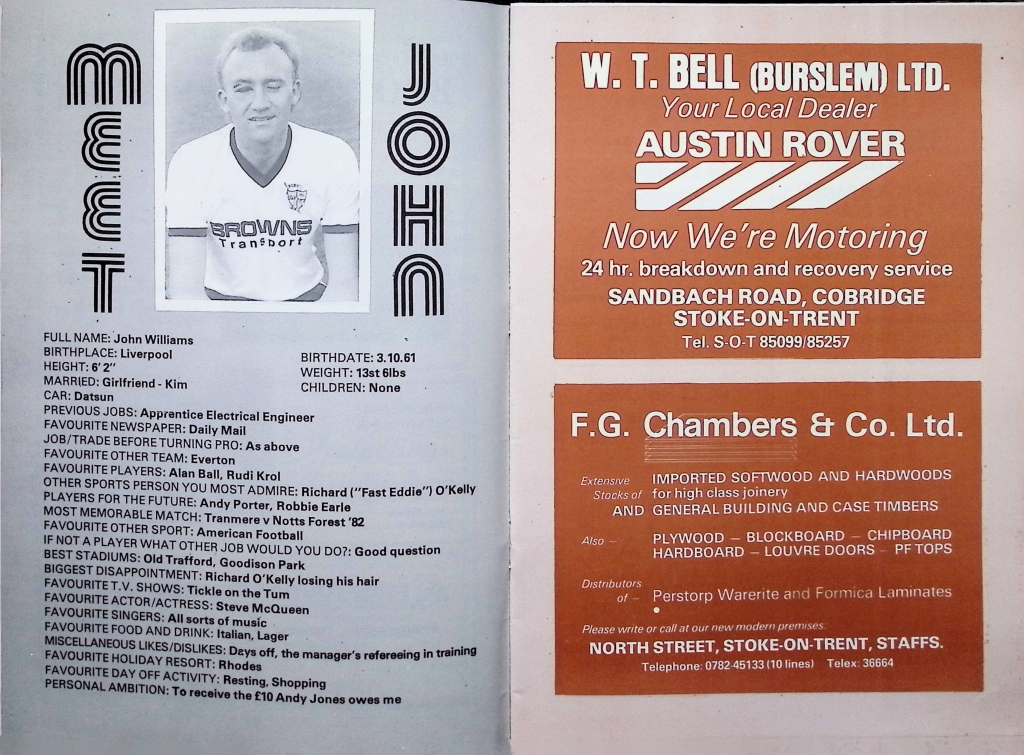 MEET
JOHN
BROWNS
Transport
FULL NAME: John Williams
BIRTHPLACE: Liverpool
BIRTHDATE: 3.10.61
HEIGHT: 6' 2"
WEIGHT: 13st 6lbs
MARRIED: Girlfriend - Kim
CHILDREN: None
CAR: Datsun
PREVIOUS JOBS: Apprentice Electrical Engineer
FAVOURITE NEWSPAPER: Daily Mail
JOB/TRADE BEFORE TURNING PRO: As above
FAVOURITE OTHER TEAM: Everton
FAVOURITE PLAYERS: Alan Ball, Rudi Krol
OTHER SPORTS PERSON YOU MOST ADMIRE: Richard ("Fast Eddie") O'Kelly
PLAYERS FOR THE FUTURE: Andy Porter, Robbie Earle
MOST MEMORABLE MATCH: Tranmere v Notts Forest '82
FAVOURITE OTHER SPORT: American Football
IF NOT A PLAYER WHAT OTHER JOB WOULD YOU DO?: Good question
BEST STADIUMS: Old Trafford, Goodison Park
BIGGEST DISAPPOINTMENT: Richard O'Kelly losing his hair
FAVOURITE T.V. SHOWS: Tickle on the Tum
FAVOURITE ACTOR/ACTRESS: Steve McQueen
FAVOURITE SINGERS: All sorts of music
FAVOURITE FOOD AND DRINK: Italian, Lager
MISCELLANEOUS LIKES/DISLIKES: Days off, the manager's refereeing in training
FAVOURITE HOLIDAY RESORT: Rhodes
FAVOURITE DAY OFF ACTIVITY: Resting, Shopping
PERSONAL AMBITION: To receive the £10 Andy Jones owes me
W. T. BELL (BURSLEM) LTD.
Your Local Dealer
AUSTIN ROVER
Now We're Motoring
24 hr. breakdown and recovery service
SANDBACH ROAD, COBRIDGE
STOKE-ON-TRENT
Tel. S-O-T 85099/85257
F.G. Chambers & Co. Ltd.
Extensive IMPORTED SOFTWOOD AND HARDWOODS
Stocks of for high class joinery
AND GENERAL BUILDING AND CASE TIMBERS
Also – PLYWOOD – BLOCKBOARD – CHIPBOARD
HARDBOARD – LOUVRE DOORS – PF TOPS
Distributors
of – Perstorp Warerite and Formica Laminates
Please write or call at our new modern premises:
NORTH STREET, STOKE-ON-TRENT, STAFFS.
Telephone: 0782-45133 (10 lines) Telex: 36664